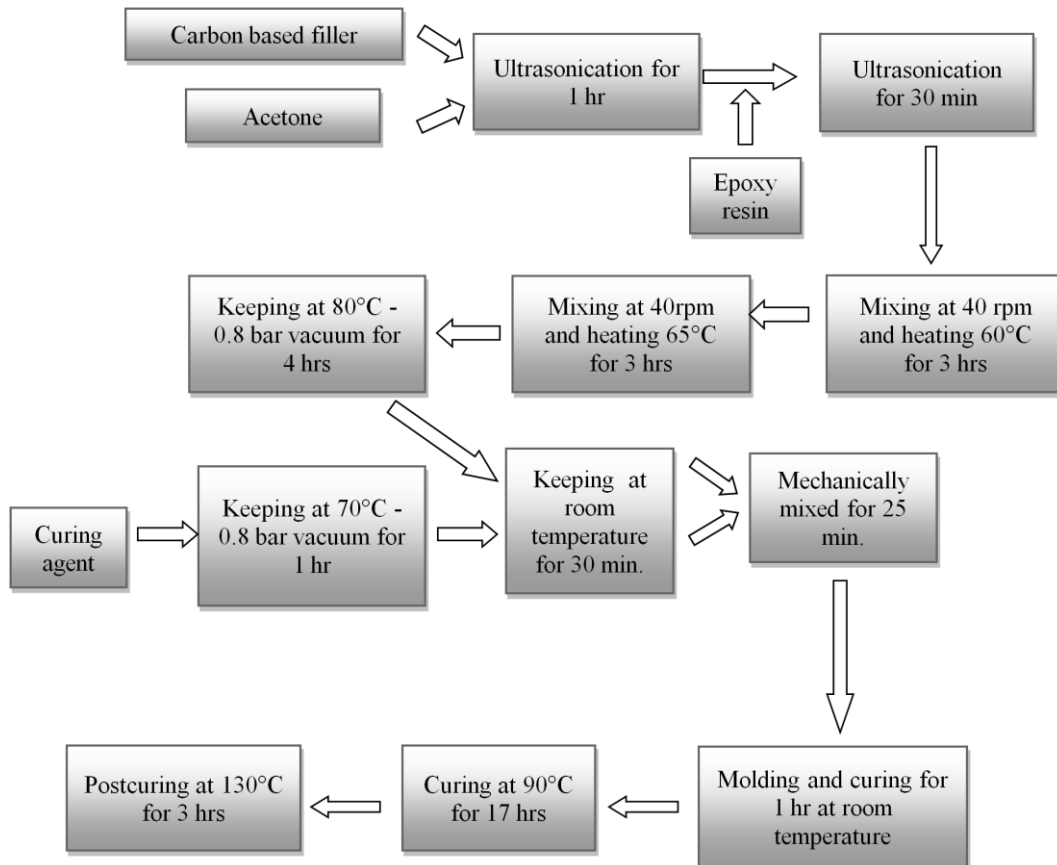 Carbon based filler
Acetone
Ultrasonication for
1 hr
Ultrasonication
for 30 min
Epoxy
resin
Keeping at 80°C -
0.8 bar vacuum for
4 hrs
Mixing at 40rpm
and heating 65°C
for 3 hrs
Mixing at 40 rpm
and heating 60°C
for 3 hrs
Curing
agent
Keeping at 70°C -
0.8 bar vacuum for
1 hr
Keeping at
room
temperature
for 30 min.
Mechanically
mixed for 25
min.
Postcuring at 130°C
for 3 hrs
Curing at 90°C
for 17 hrs
Molding and curing for
1 hr at room
temperature